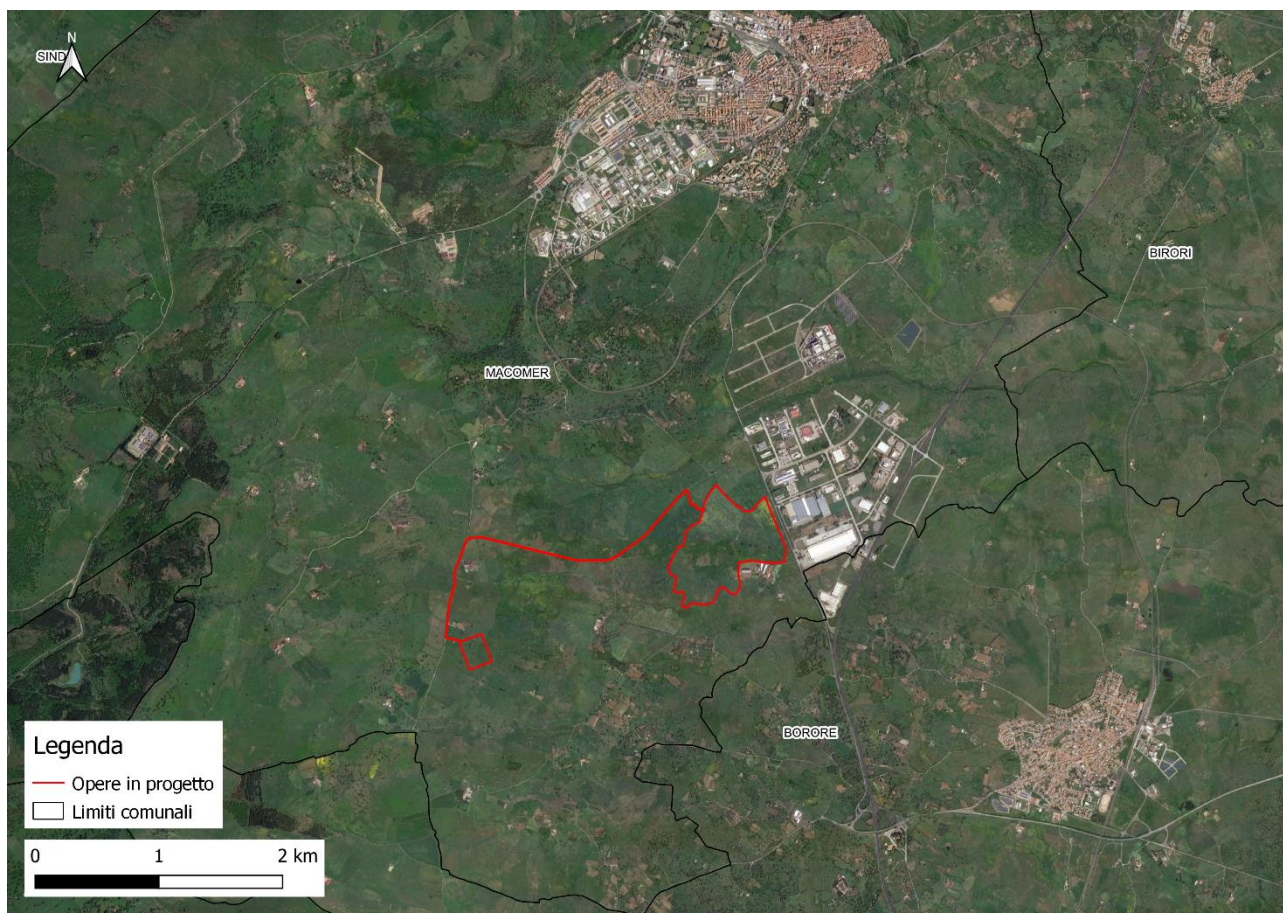 N
SIND
BIRORI
MACOMER
BORORE
Legenda
Opere in progetto
Limiti comunali
0 1 2 km